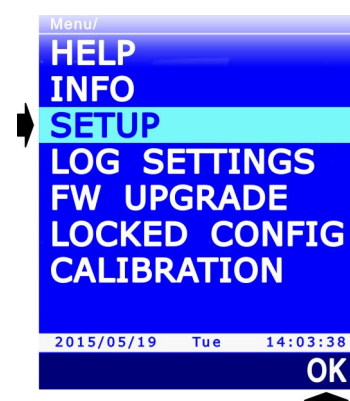 Menu/
HELP
INFO
SETUP
LOG SETTINGS
FW UPGRADE
LOCKED CONFIG
CALIBRATION
2015/05/19 Tue 14:03:38
OK